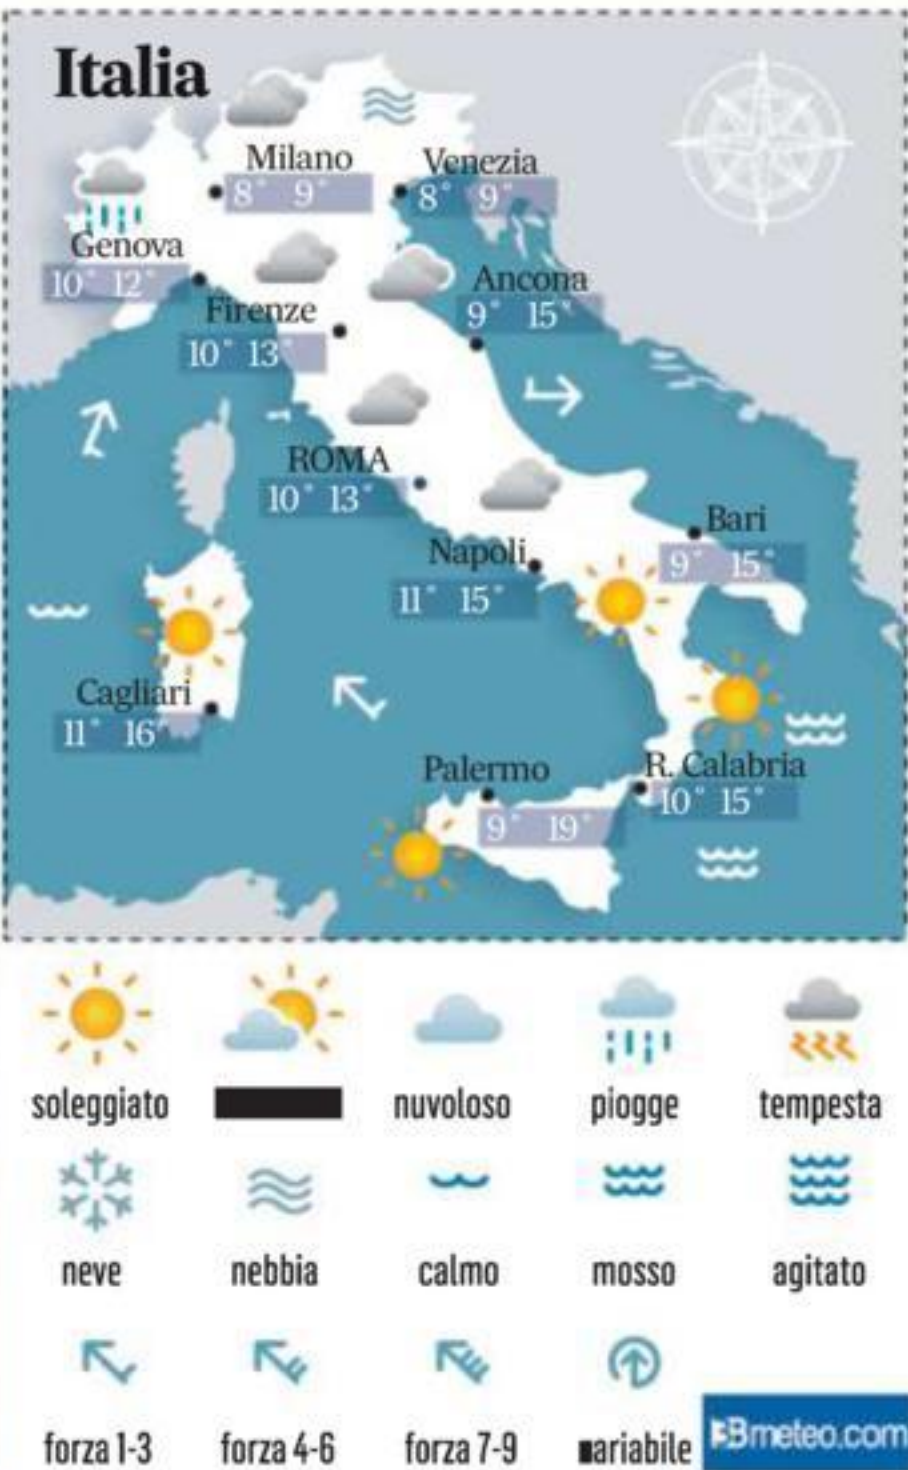 Italia
Milano
8° 9°
Venezia
8° 9°
Genova
10° 12°
Ancona
9° 15°
Firenze
10° 13°
ROMA
10° 13°
Bari
9° 15°
Napoli
11° 15°
Cagliari
11° 16°
Palermo
9° 19°
R. Calabria
10° 15°
soleggiato
nuvoloso
piogge
tempesta
neve
nebbia
calmo
mosso
agitato
forza 1-3
forza 4-6
forza 7-9
ariabile
3Bmeteo.com